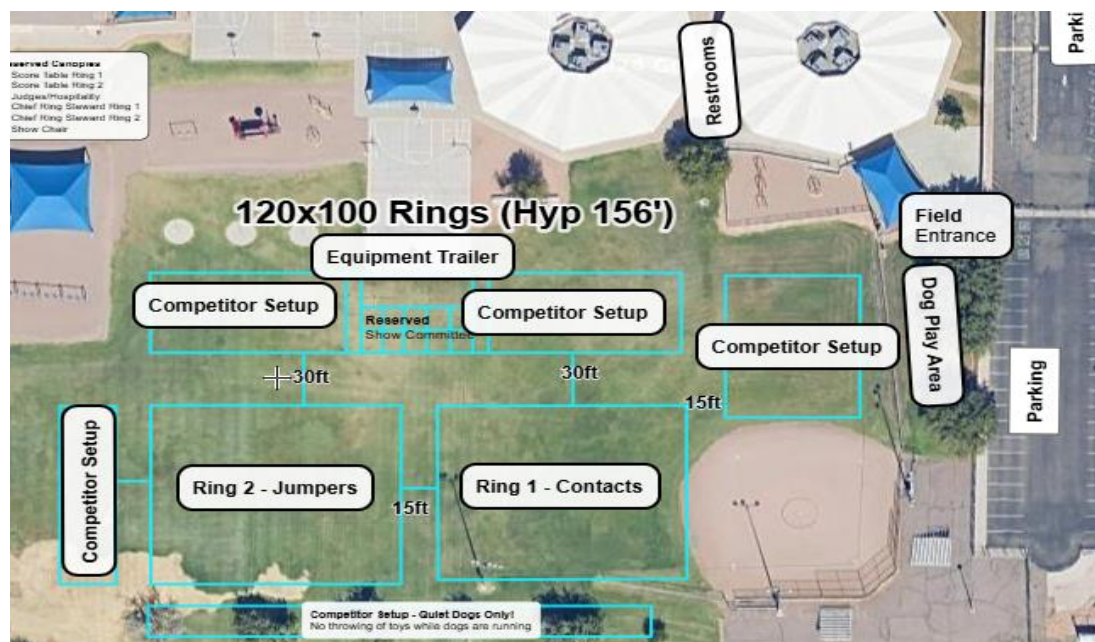 Parki
Reserved Canopies
Score Table Ring 1
Score Table Ring 2
Judges/Hospitality
Chief Ring Steward Ring 1
Chief Ring Steward Ring 2
Show Chair
Restrooms
120x100 Rings (Hyp 156')
Field
Entrance
Equipment Trailer
Competitor Setup
Reserved
Show Committee
Competitor Setup
Competitor Setup
Dog Play Area
Parking
30ft
30ft
15ft
Competitor Setup
Ring 2 - Jumpers
15ft
Ring 1 - Contacts
Competitor Setup - Quiet Dogs Only!
No throwing of toys while dogs are running